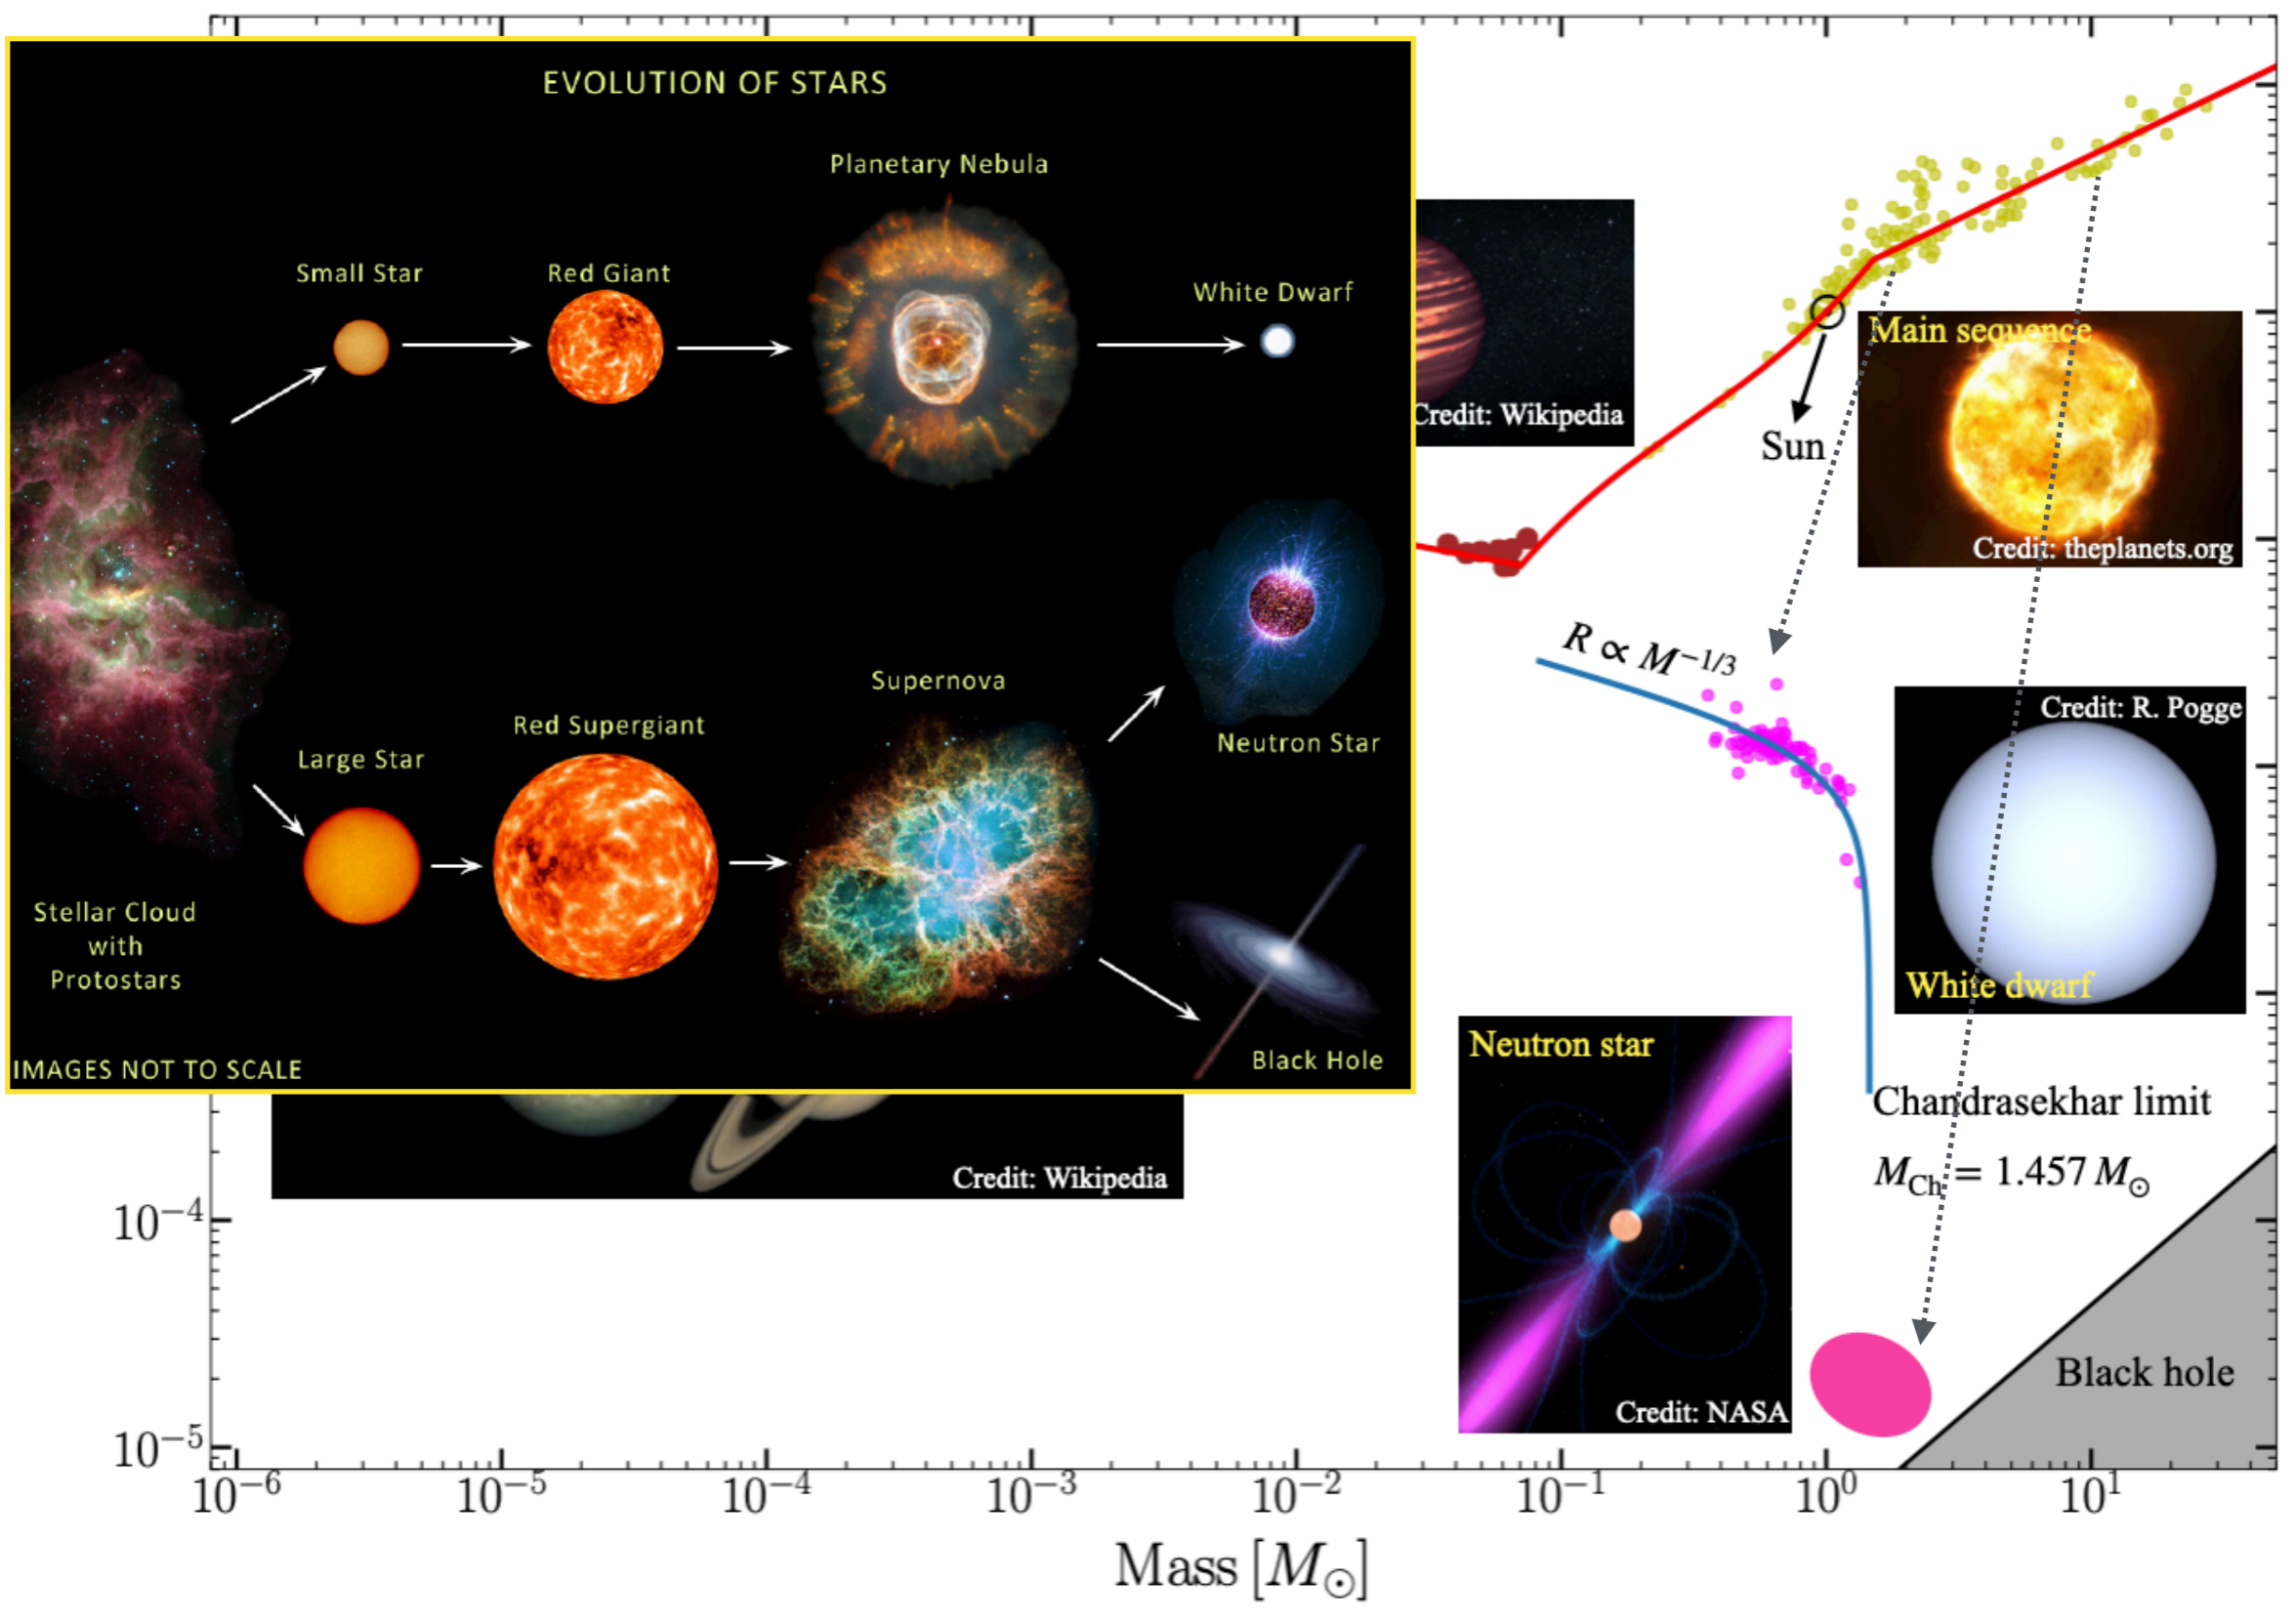 EVOLUTION OF STARS
Planetary Nebula
Small Star
Red Giant
White Dwarf
Supernova
Red Supergiant
Neutron Star
Large Star
Stellar Cloud
with
Protostars
Black Hole
IMAGES NOT TO SCALE
Credit: Wikipedia
Main sequence
Sun
Credit: theplanets.org
R ∝ M^{−1/3}
Credit: R. Pogge
White dwarf
Neutron star
Credit: NASA
Chandrasekhar limit
M_{Ch} = 1.457 M_⊙
Black hole
Credit: Wikipedia
10^{−4}
10^{−5}
10^{−6} 10^{−5} 10^{−4} 10^{−3} 10^{−2} 10^{−1} 10^{0} 10^{1}
Mass [M_⊙]